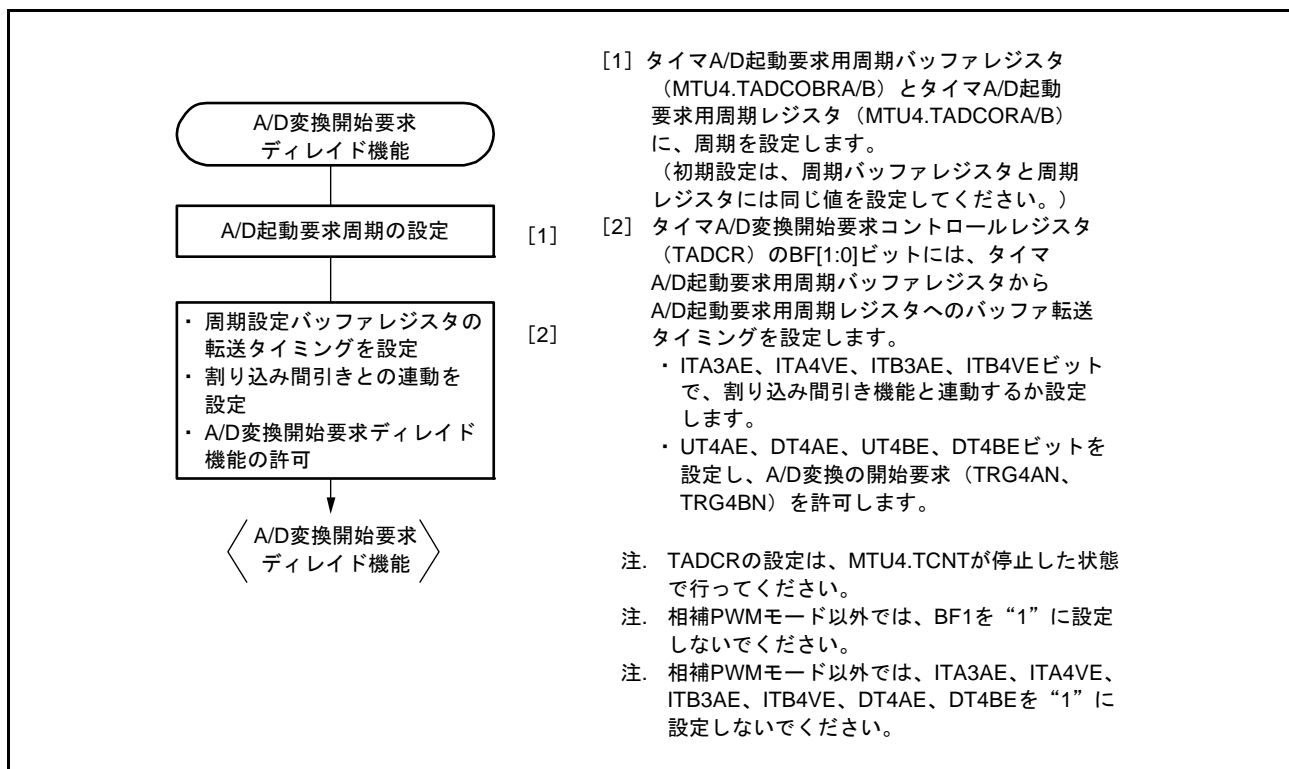 A/D変換開始要求
ディレイド機能
A/D起動要求周期の設定
[1]
・ 周期設定バッファレジスタの
転送タイミングを設定
・ 割り込み間引きとの連動を
設定
・ A/D変換開始要求ディレイド
機能の許可
[2]
A/D変換開始要求
ディレイド機能
[1] タイマA/D起動要求用周期バッファレジスタ
（MTU4.TADCOBRA/B）とタイマA/D起動
要求用周期レジスタ（MTU4.TADCORA/B）
に、周期を設定します。
（初期設定は、周期バッファレジスタと周期
レジスタには同じ値を設定してください。）
[2] タイマA/D変換開始要求コントロールレジスタ
（TADCR）のBF[1:0]ビットには、タイマ
A/D起動要求用周期バッファレジスタから
A/D起動要求用周期レジスタへのバッファ転送
タイミングを設定します。
・ ITA3AE、ITA4VE、ITB3AE、ITB4VEビット
で、割り込み間引き機能と連動するか設定
します。
・ UT4AE、DT4AE、UT4BE、DT4BEビットを
設定し、A/D変換の開始要求（TRG4AN、
TRG4BN）を許可します。
注. TADCRの設定は、MTU4.TCNTが停止した状態
で行ってください。
注. 相補PWMモード以外では、BF1を“1”に設定
しないでください。
注. 相補PWMモード以外では、ITA3AE、ITA4VE、
ITB3AE、ITB4VE、DT4AE、DT4BEを“1”に
設定しないでください。